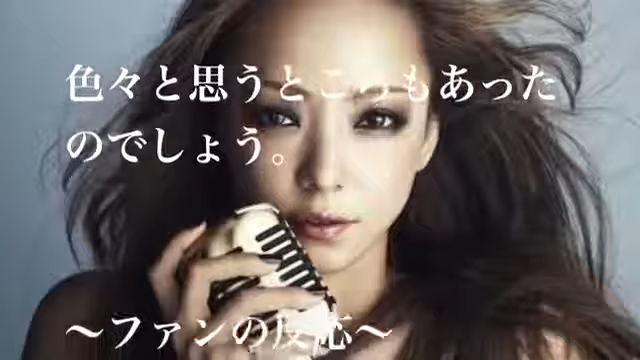 色々と思うところもあった
のでしょう。
〜ファンの反応〜